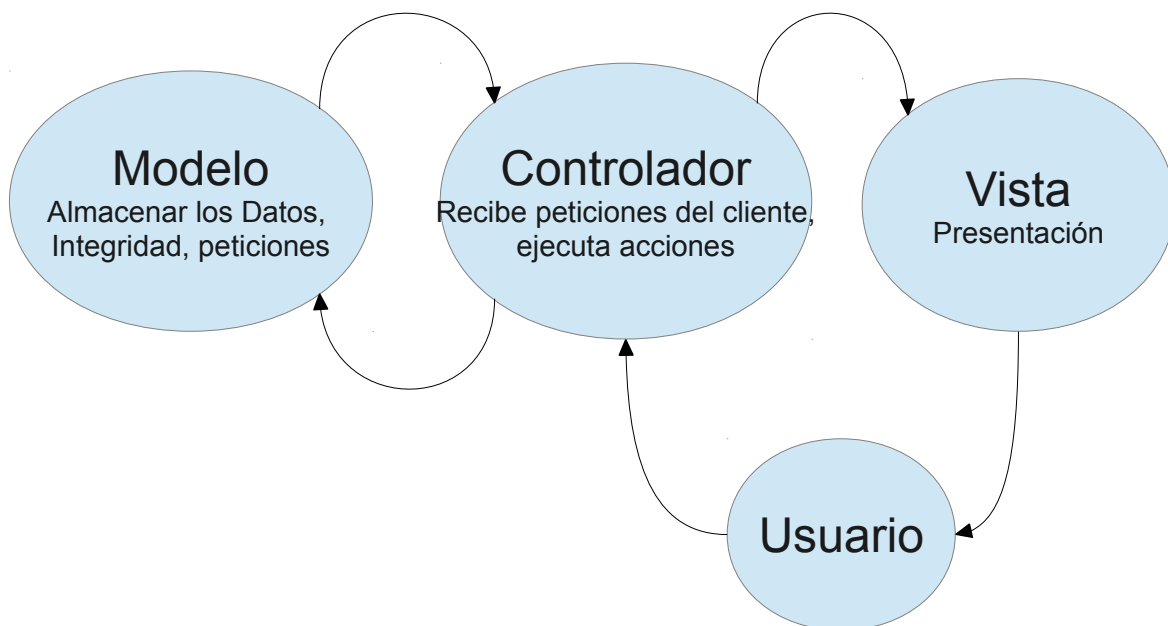 Modelo
Almacenar los Datos,
Integridad, peticiones
Controlador
Recibe peticiones del cliente,
ejecuta acciones
Vista
Presentación
Usuario